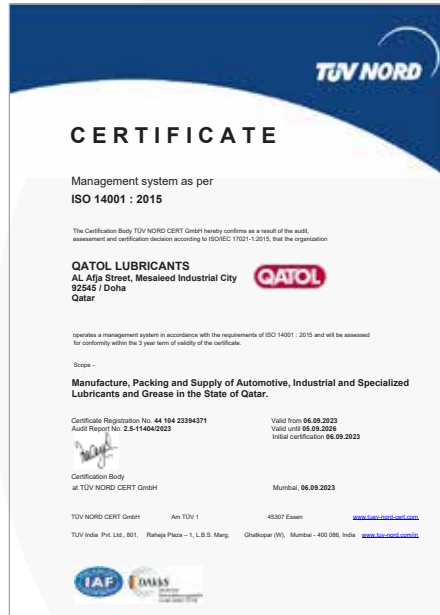 TÜV NORD
CERTIFICATE
Management system as per
ISO 14001 : 2015
The Certification Body TÜV NORD CERT GmbH hereby confirms as a result of the audit,
assessment and certification decision according to ISO/IEC 17021-1:2015, that the organization
QATOL LUBRICANTS
AL Afja Street, Mesaieed Industrial City
92545 / Doha
Qatar
QATOL
operates a management system in accordance with the requirements of ISO 14001 : 2015 and will be assessed
for conformity within the 3 year term of validity of the certificate.
Scope -
Manufacture, Packing and Supply of Automotive, Industrial and Specialized
Lubricants and Grease in the State of Qatar.
Certificate Registration No. 44 104 23394371 Valid from 06.09.2023
Audit Report No. 2.5-11404/2023 Valid until 05.09.2026
Initial certification 06.09.2023
Certification Body
at TÜV NORD CERT GmbH Mumbai, 06.09.2023
TÜV NORD CERT GmbH Am TÜV 1 45307 Essen www.tuev-nord-cert.com
TUV India Pvt. Ltd., 801, Raheja Plaza – 1, L.B.S. Marg, Ghatkopar (W), Mumbai - 400 086, India www.tuv-nord.com/in
IAF DAkkS